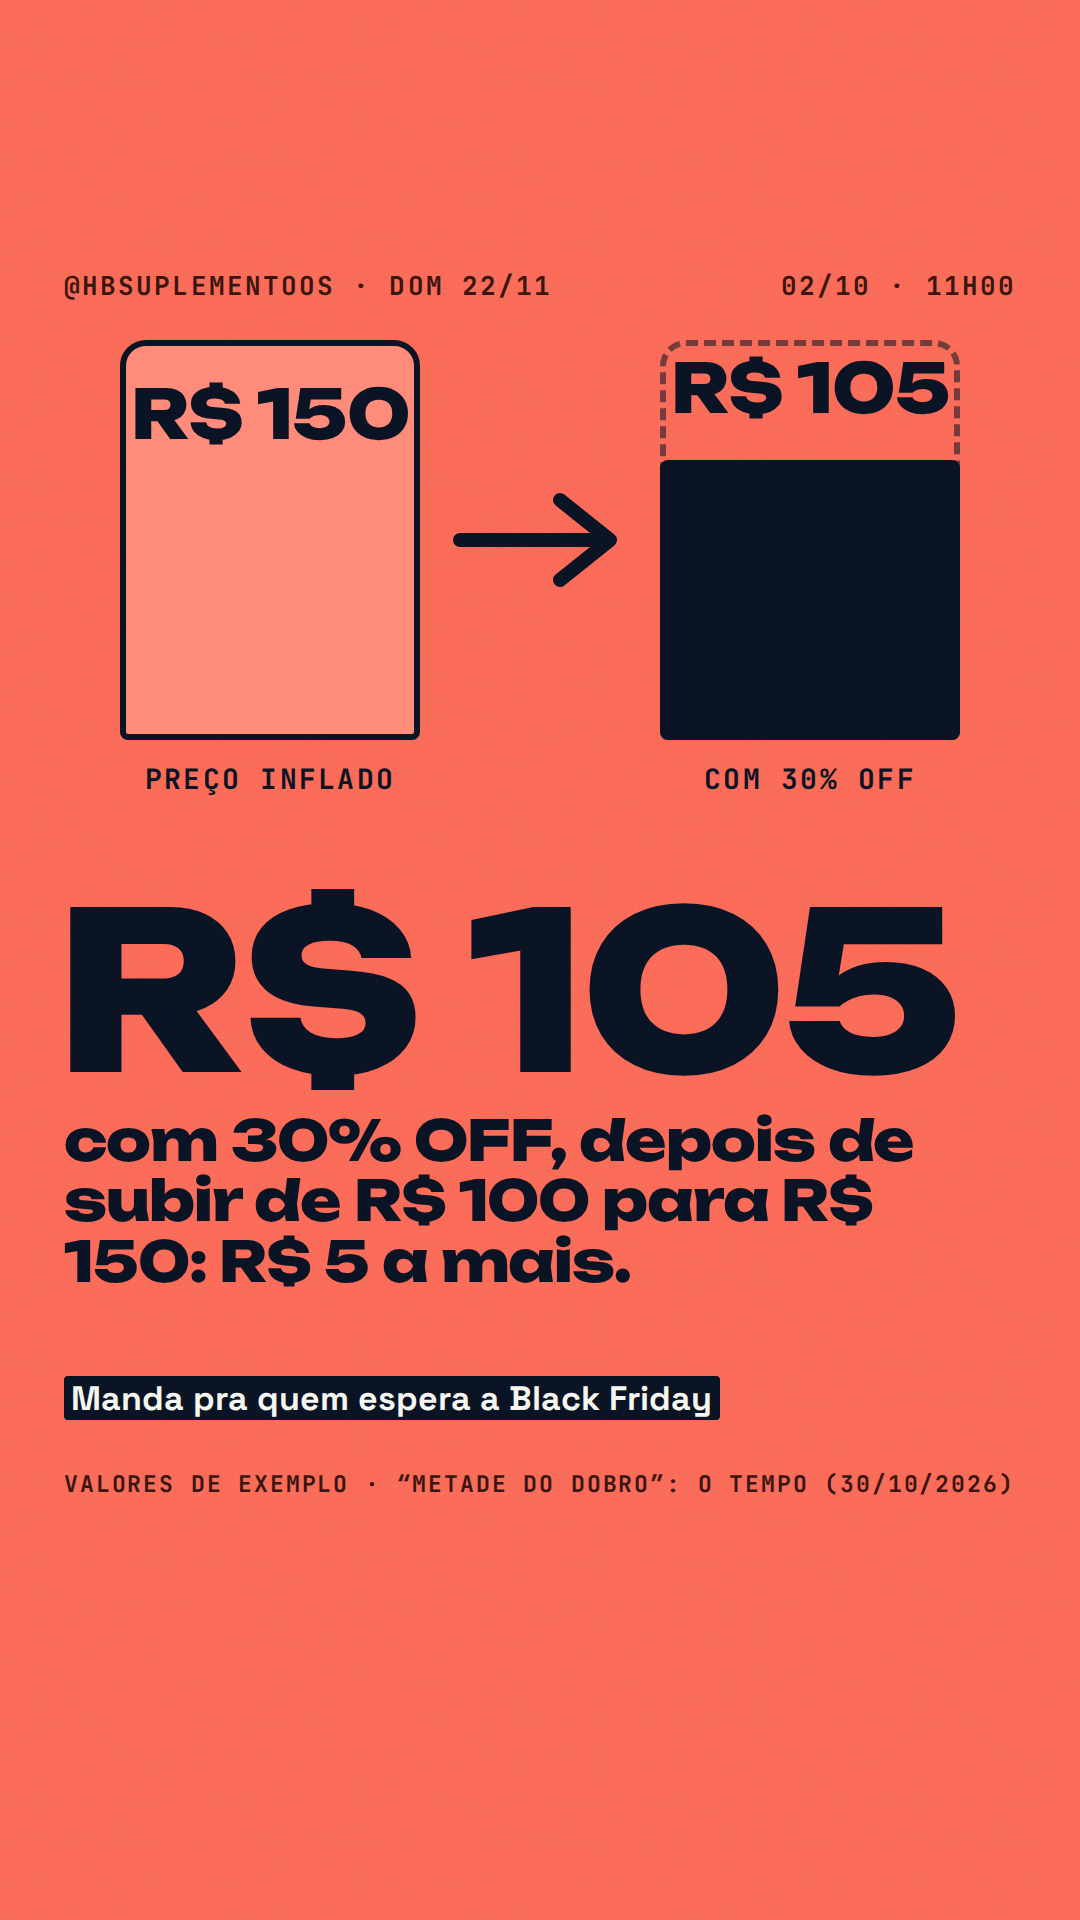 @HBSUPLEMENTOOS · DOM 22/11
02/10 · 11H00
R$ 150
R$ 105
PREÇO INFLADO
COM 30% OFF
R$ 105
com 30% OFF, depois de
subir de R$ 100 para R$
150: R$ 5 a mais.
Manda pra quem espera a Black Friday
VALORES DE EXEMPLO · “METADE DO DOBRO”: O TEMPO (30/10/2026)